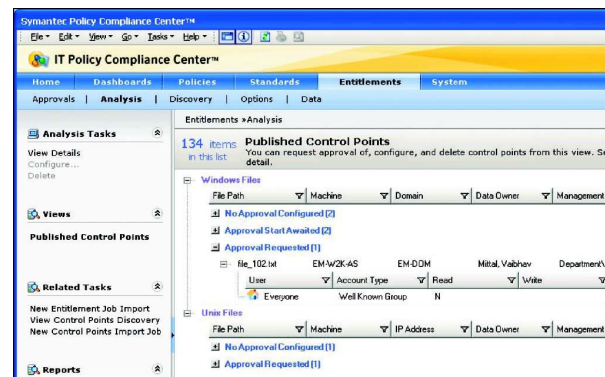 Symantec Policy Compliance Center™
File Edit View Go Tasks Help
IT Policy Compliance Center™
Home Dashboards Policies Standards Entitlements System
Approvals | Analysis | Discovery | Options | Data
Analysis Tasks
View Details
Configure...
Delete
Views
Published Control Points
Related Tasks
New Entitlement Job Import
View Control Points Discovery
New Control Points Import Job
Reports
Entitlements »Analysis
134 items in this list
Published Control Points
You can request approval of, configure, and delete control points from this view. Se
detail.
Windows Files
File Path Machine Domain Data Owner Management
No Approval Configured (2)
Approval Start Awaited (2)
Approval Requested (1)
file_102.txt EM-W2K-AS EM-DOM Mittal, Vaibhav Department\
User Account Type Read Write
Everyone Well Known Group N
Unix Files
File Path Machine IP Address Data Owner Management
No Approval Configured (1)
Approval Requested (1)